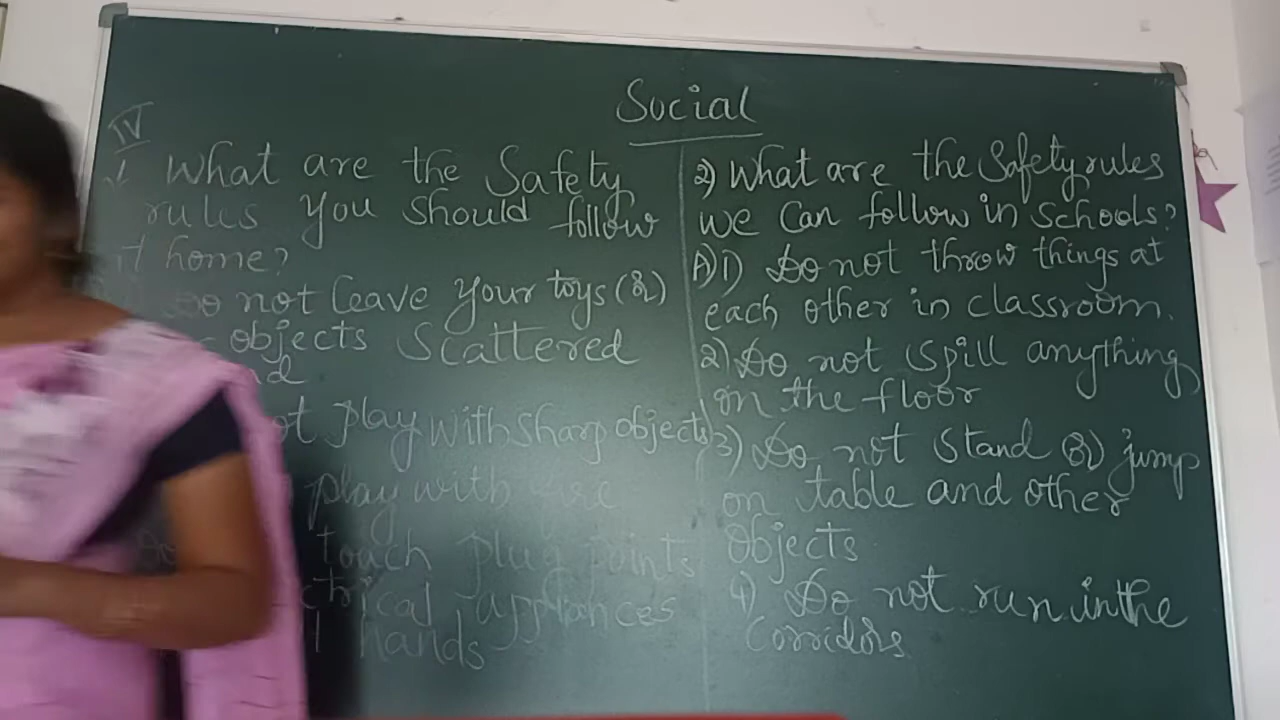 Social
IV
1 What are the Safety
rules you should follow
at home?
Do not leave your toys (or)
objects scattered
play with sharp objects
play with fire
touch plug points
appliances
hands
2) What are the Safety rules
we can follow in schools?
A) 1) Do not throw things at
each other in classroom.
2) Do not spill anything
on the floor
3) Do not stand (or) jump
on table and other
objects
4) Do not run in the
corridors.